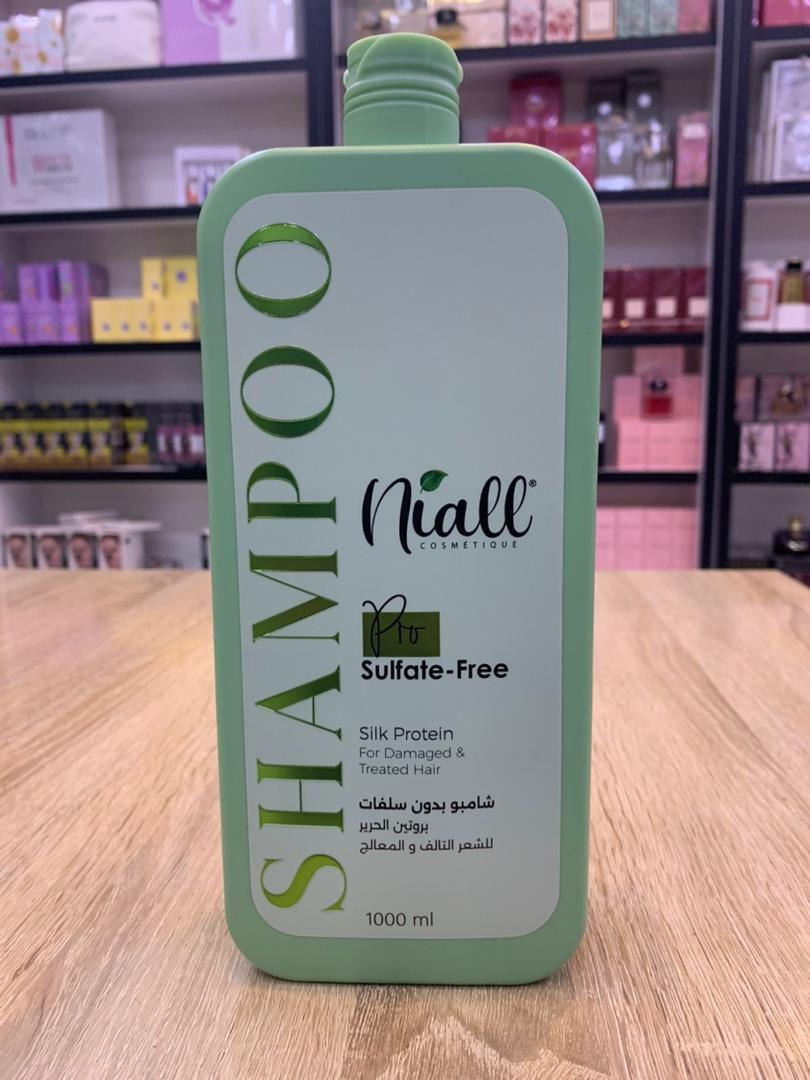 SHAMPOO
Niall®
COSMÉTIQUE
Pro
Sulfate-Free
Silk Protein
For Damaged &
Treated Hair
شامبو بدون سلفات
بروتين الحرير
للشعر التالف و المعالج
1000 ml